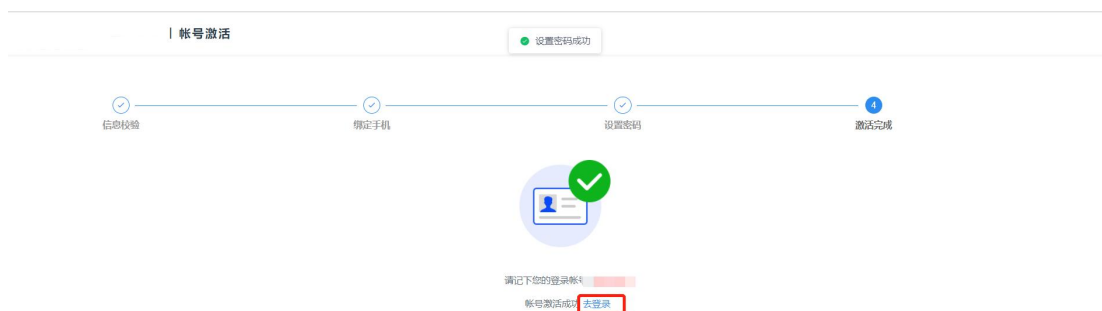 | 帐号激活
设置密码成功
信息校验
绑定手机
设置密码
4
激活完成
请记下您的登录帐号
帐号激活成功 去登录